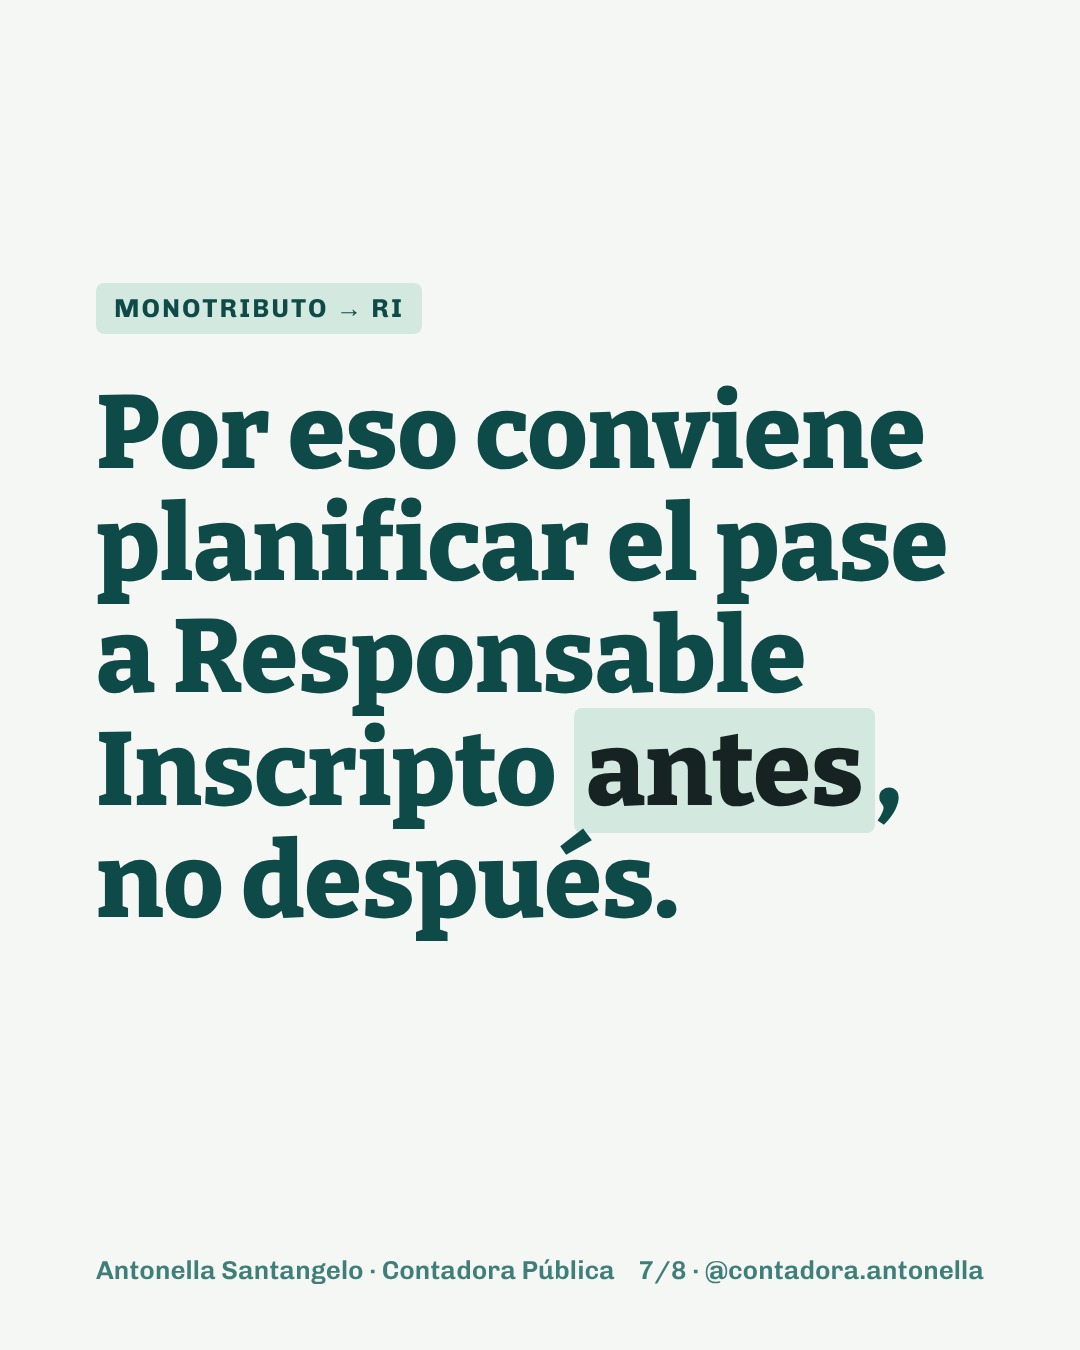 MONOTRIBUTO → RI
Por eso conviene
planificar el pase
a Responsable
Inscripto antes,
no después.
Antonella Santangelo · Contadora Pública 7/8 · @contadora.antonella